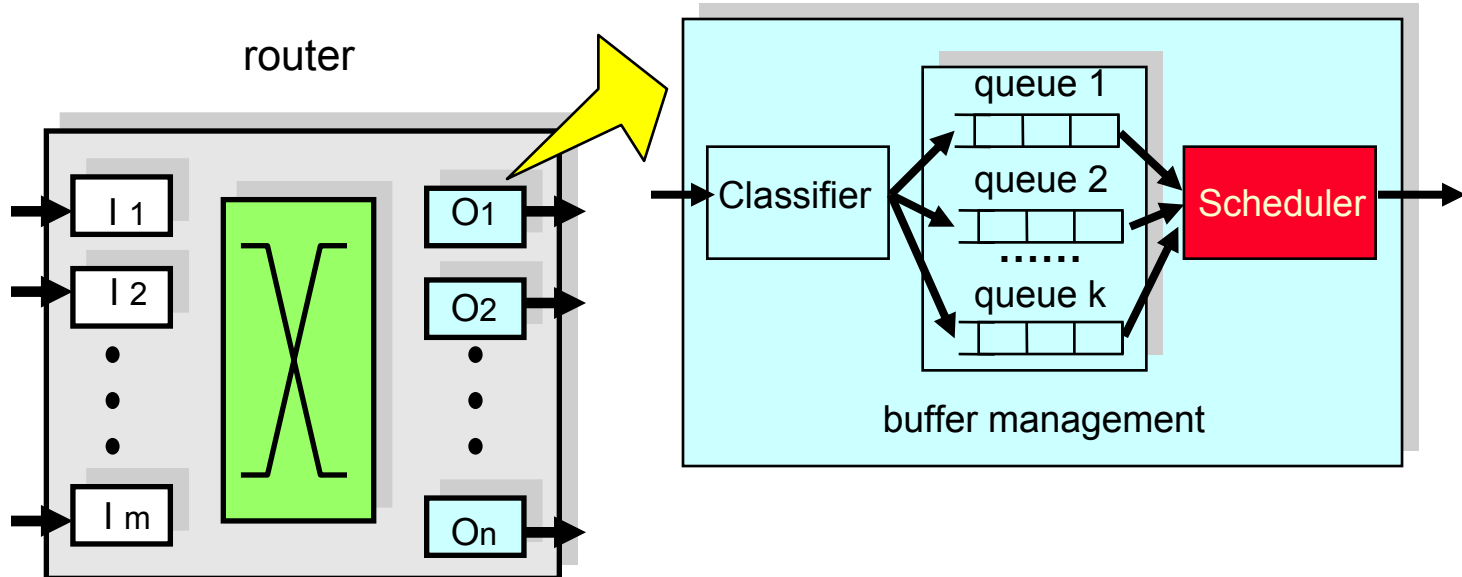 router
I 1
I 2
I m
O1
O2
On
queue 1
Classifier
queue 2
Scheduler
......
queue k
buffer management